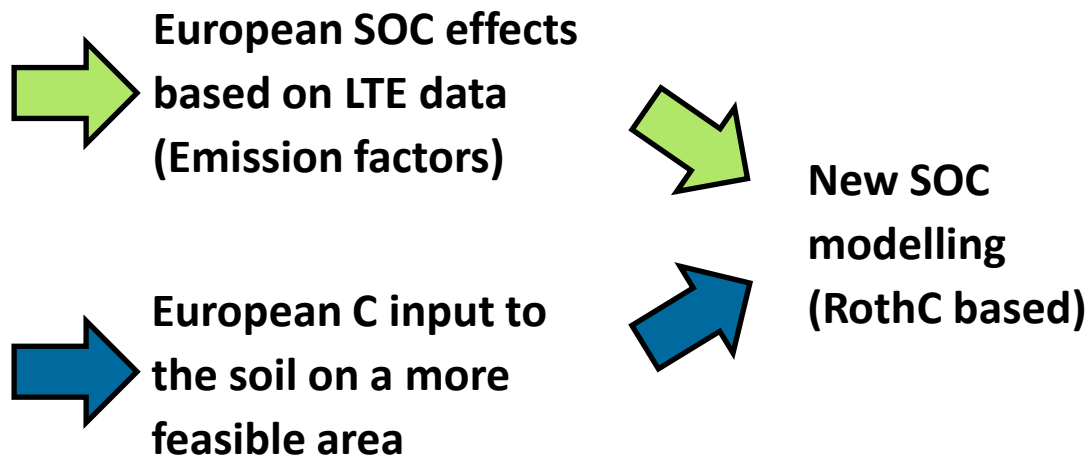 European SOC effects
based on LTE data
(Emission factors)
New SOC
modelling
(RothC based)
European C input to
the soil on a more
feasible area